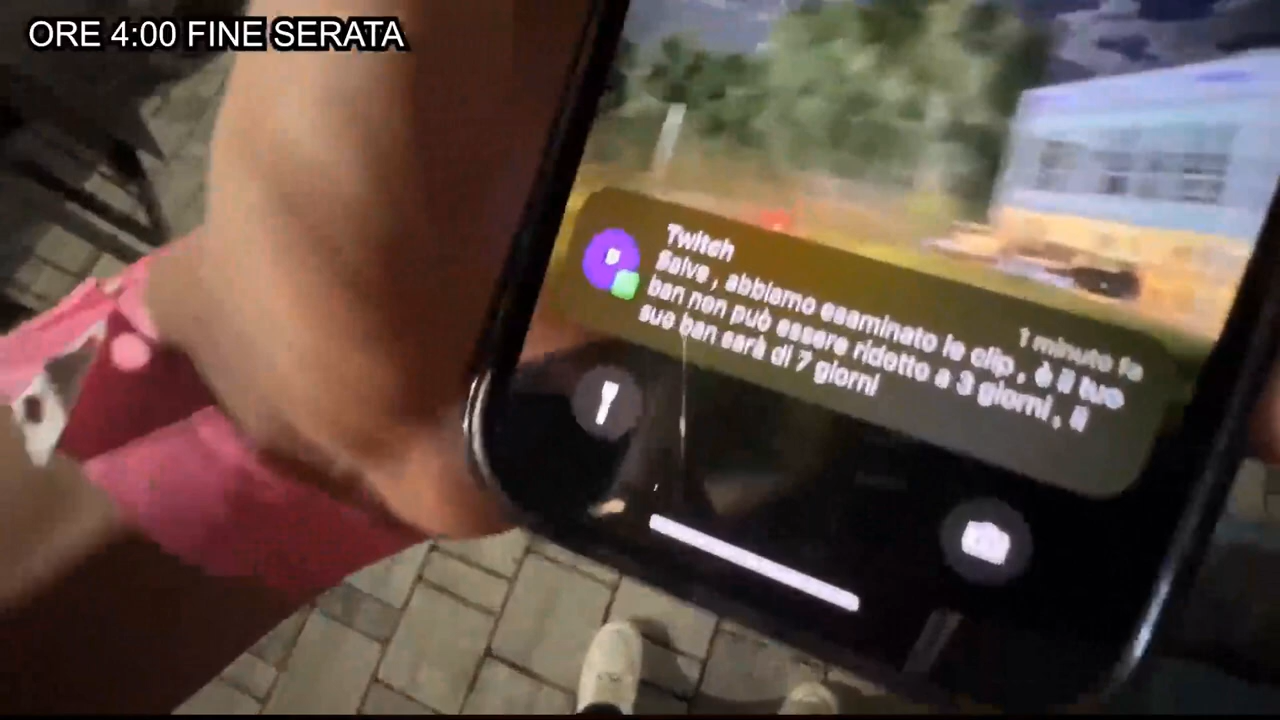 ORE 4:00 FINE SERATA
Twitch
1 minuto fa
Salve , abbiamo esaminato le clip , è il tuo
ban non può essere ridotto a 3 giorni , il
suo ban sarà di 7 giorni